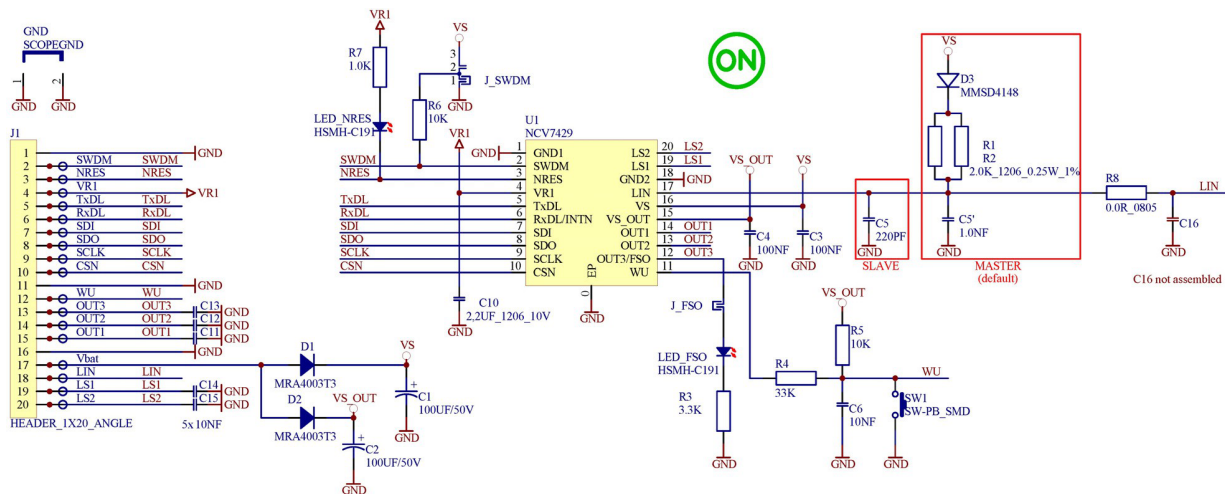 GND
SCOPEGND
1
2
GND
GND
J1
1
GND
2
SWDM
SWDM
3
NRES
NRES
4
VR1
VR1
5
TxDL
TxDL
6
RxDL
RxDL
7
SDI
SDI
8
SDO
SDO
9
SCLK
SCLK
10
CSN
CSN
11
GND
12
WU
WU
13
OUT3
OUT3
C13
GND
14
OUT2
OUT2
C12
GND
15
OUT1
OUT1
C11
GND
16
GND
17
Vbat
18
LIN
LIN
19
LS1
LS1
C14
GND
20
LS2
LS2
C15
GND
HEADER_1X20_ANGLE
5x10NF
D1
MRA4003T3
D2
MRA4003T3
VS
+
C1
100UF/50V
GND
VS_OUT
+
C2
100UF/50V
GND
VR1
R7
1.0K
LED_NRES
HSMH-C191
VS
3
2
1
J_SWDM
GND
R6
10K
VR1
SWDM
NRES
TxDL
RxDL
SDI
SDO
SCLK
CSN
C10
2,2UF_1206_10V
GND
U1
NCV7429
GND
1
GND1
2
SWDM
3
NRES
4
VR1
5
TxDL
6
RxDL/INTN
7
SDI
8
SDO
9
SCLK
10
CSN
EP
0
GND
LS2
20
LS2
LS1
19
LS1
GND2
18
GND
LIN
17
VS
16
VS_OUT
15
OUT1
14
OUT1
OUT2
13
OUT2
OUT3/FSO
12
OUT3
WU
11
ON
VS_OUT
C4
100NF
GND
VS
C3
100NF
GND
C5
220PF
GND
SLAVE
VS
D3
MMSD4148
R1
R2
2.0K_1206_0.25W_1%
C5'
1.0NF
GND
MASTER
(default)
R8
0.0R_0805
LIN
C16
GND
C16 not assembled
J_FSO
LED_FSO
HSMH-C191
R3
3.3K
GND
R4
33K
VS_OUT
R5
10K
WU
C6
10NF
GND
SW1
SW-PB_SMD
GND